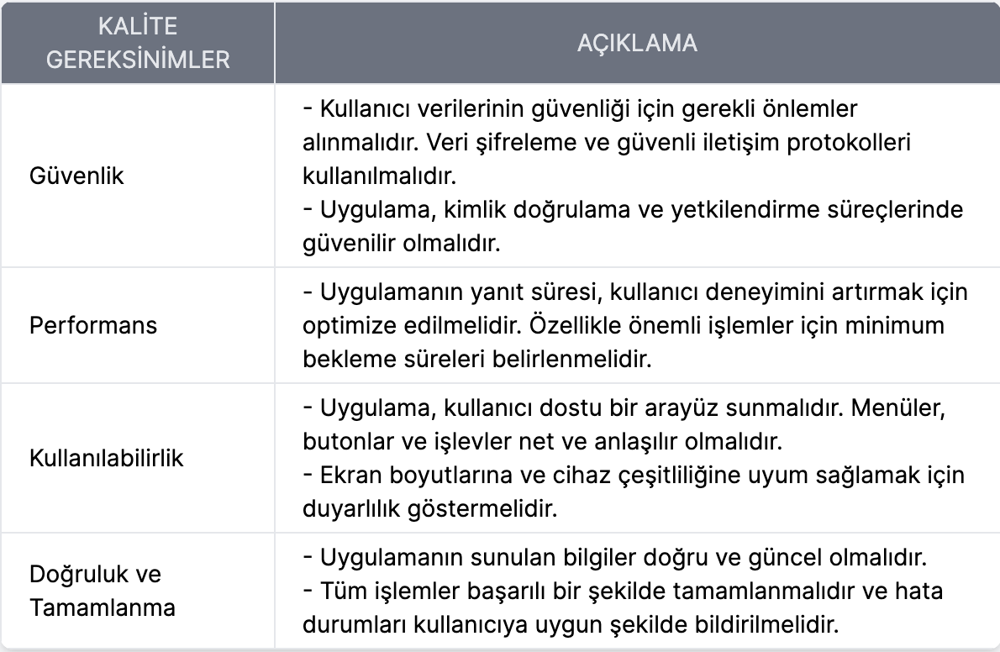 KALİTE
GEREKSİNİMLER
AÇIKLAMA
Güvenlik
- Kullanıcı verilerinin güvenliği için gerekli önlemler
alınmalıdır. Veri şifreleme ve güvenli iletişim protokolleri
kullanılmalıdır.
- Uygulama, kimlik doğrulama ve yetkilendirme süreçlerinde
güvenilir olmalıdır.
Performans
- Uygulamanın yanıt süresi, kullanıcı deneyimini artırmak için
optimize edilmelidir. Özellikle önemli işlemler için minimum
bekleme süreleri belirlenmelidir.
Kullanılabilirlik
- Uygulama, kullanıcı dostu bir arayüz sunmalıdır. Menüler,
butonlar ve işlevler net ve anlaşılır olmalıdır.
- Ekran boyutlarına ve cihaz çeşitliliğine uyum sağlamak için
duyarlılık göstermelidir.
Doğruluk ve
Tamamlanma
- Uygulamanın sunulan bilgiler doğru ve güncel olmalıdır.
- Tüm işlemler başarılı bir şekilde tamamlanmalıdır ve hata
durumları kullanıcıya uygun şekilde bildirilmelidir.